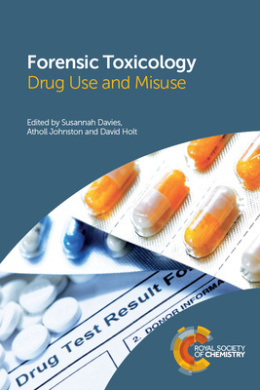 Forensic Toxicology
Drug Use and Misuse
Edited by Susannah Davies,
Atholl Johnston and David Holt
Drug Test Result Fo
2. DONOR INFORMA
ROYAL SOCIETY
OF CHEMISTRY